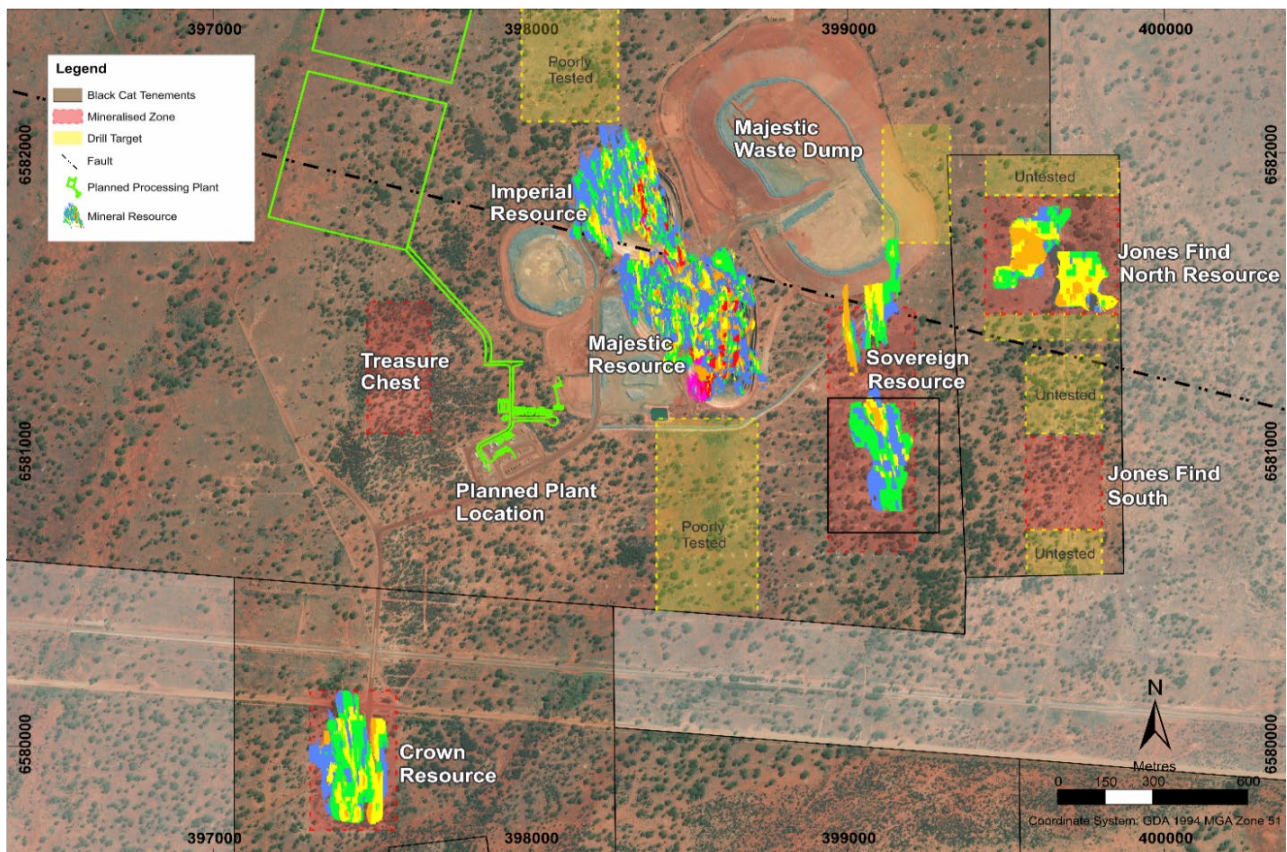 397000
398000
399000
400000
Legend
Black Cat Tenements
Mineralised Zone
Drill Target
Fault
Planned Processing Plant
Mineral Resource
Poorly
Tested
6582000
6582000
Majestic
Waste Dump
Imperial
Resource
Untested
Jones Find
North Resource
Majestic
Resource
Treasure
Chest
Sovereign
Resource
Untested
6581000
6581000
Planned Plant
Location
Poorly
Tested
Jones Find
South
Untested
6580000
6580000
Crown
Resource
N
Metres
0 150 300 600
Coordinate System: GDA 1994 MGA Zone 51
397000
398000
399000
400000